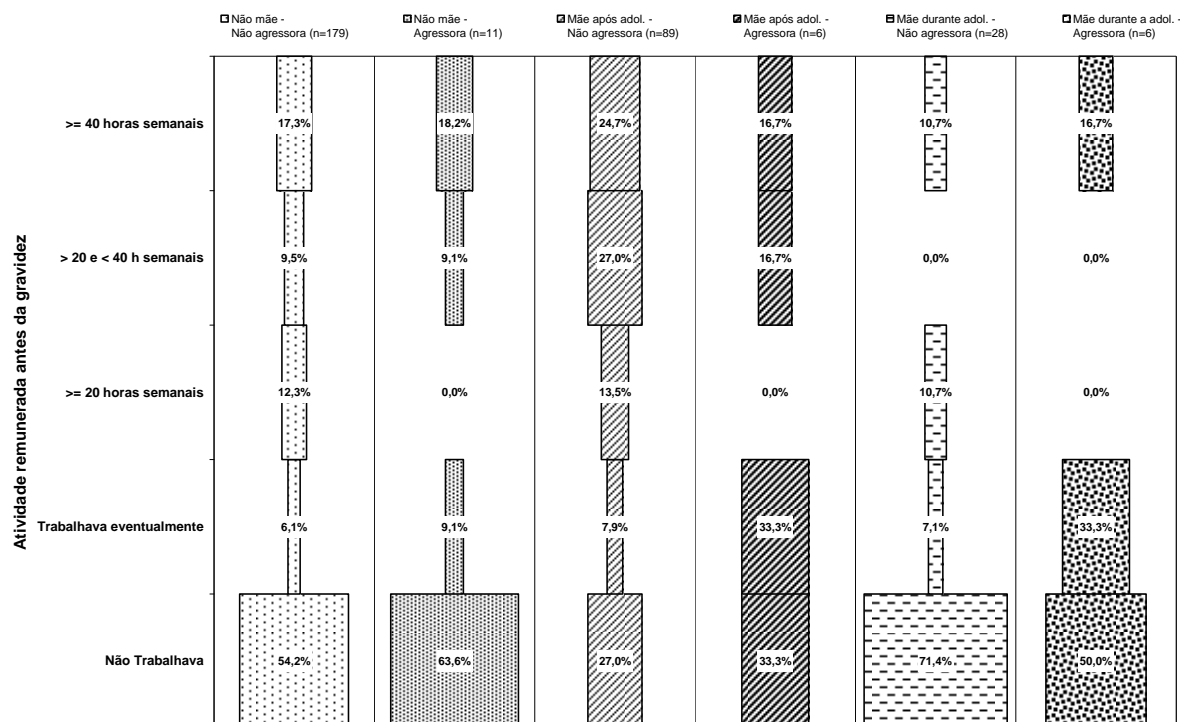 Não mãe -
Não agressora (n=179)
Não mãe -
Agressora (n=11)
Mãe após adol. -
Não agressora (n=89)
Mãe após adol. -
Agressora (n=6)
Mãe durante adol. -
Não agressora (n=28)
Mãe durante a adol. -
Agressora (n=6)
Atividade remunerada antes da gravidez
>= 40 horas semanais
17,3%
18,2%
24,7%
16,7%
10,7%
16,7%
> 20 e < 40 h semanais
9,5%
9,1%
27,0%
16,7%
0,0%
0,0%
>= 20 horas semanais
12,3%
0,0%
13,5%
0,0%
10,7%
0,0%
Trabalhava eventualmente
6,1%
9,1%
7,9%
33,3%
7,1%
33,3%
Não Trabalhava
54,2%
63,6%
27,0%
33,3%
71,4%
50,0%